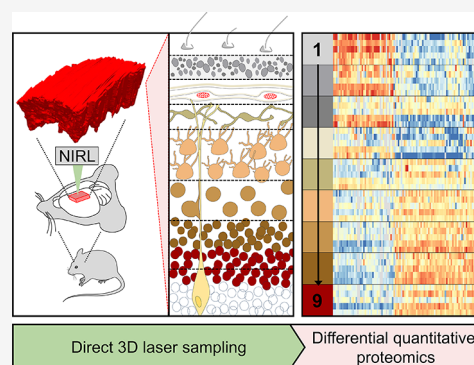 NIRL
1
9
Direct 3D laser sampling
Differential quantitative
proteomics